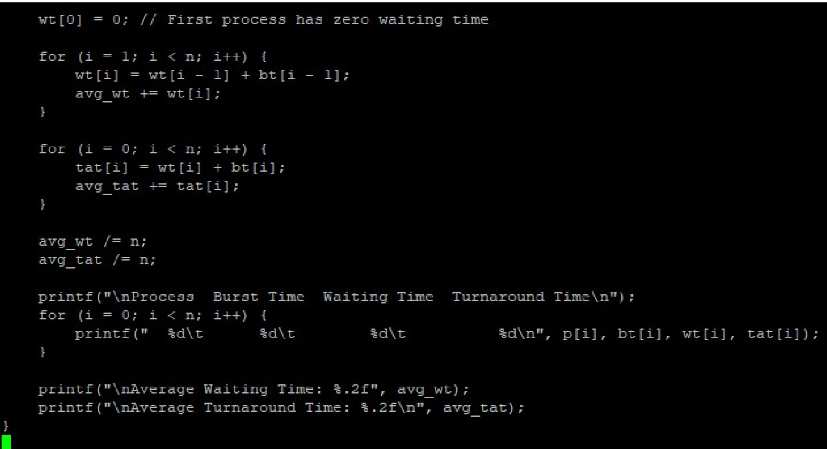 wt[0] = 0; // First process has zero waiting time
for (i = 1; i < n; i++) {
wt[i] = wt[i - 1] + bt[i - 1];
avg_wt += wt[i];
}
for (i = 0; i < n; i++) {
tat[i] = wt[i] + bt[i];
avg_tat += tat[i];
}
avg_wt /= n;
avg_tat /= n;
printf("\nProcess  Burst Time  Waiting Time  Turnaround Time\n");
for (i = 0; i < n; i++) {
printf("  %d\t       %d\t        %d\t          %d\n", p[i], bt[i], wt[i], tat[i]);
}
printf("\nAverage Waiting Time: %.2f", avg_wt);
printf("\nAverage Turnaround Time: %.2f\n", avg_tat);
}